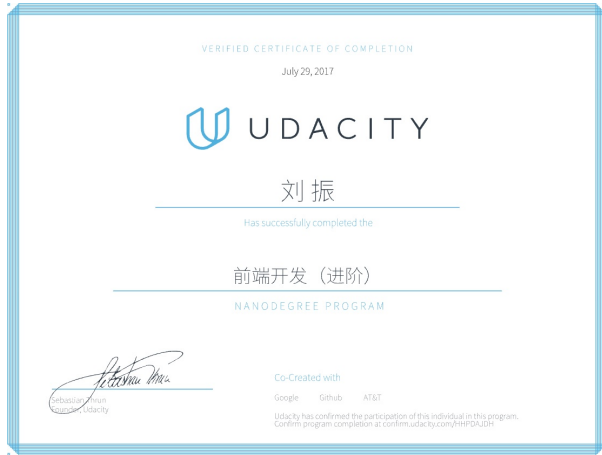 VERIFIED CERTIFICATE OF COMPLETION
July 29, 2017
UDACITY
刘 振
Has successfully completed the
前端开发（进阶）
NANODEGREE PROGRAM
Sebastian Thrun
Founder, Udacity
Co-Created with
Google Github AT&T
Udacity has confirmed the participation of this individual in this program.
Confirm program completion at confirm.udacity.com/HHPDAJDH